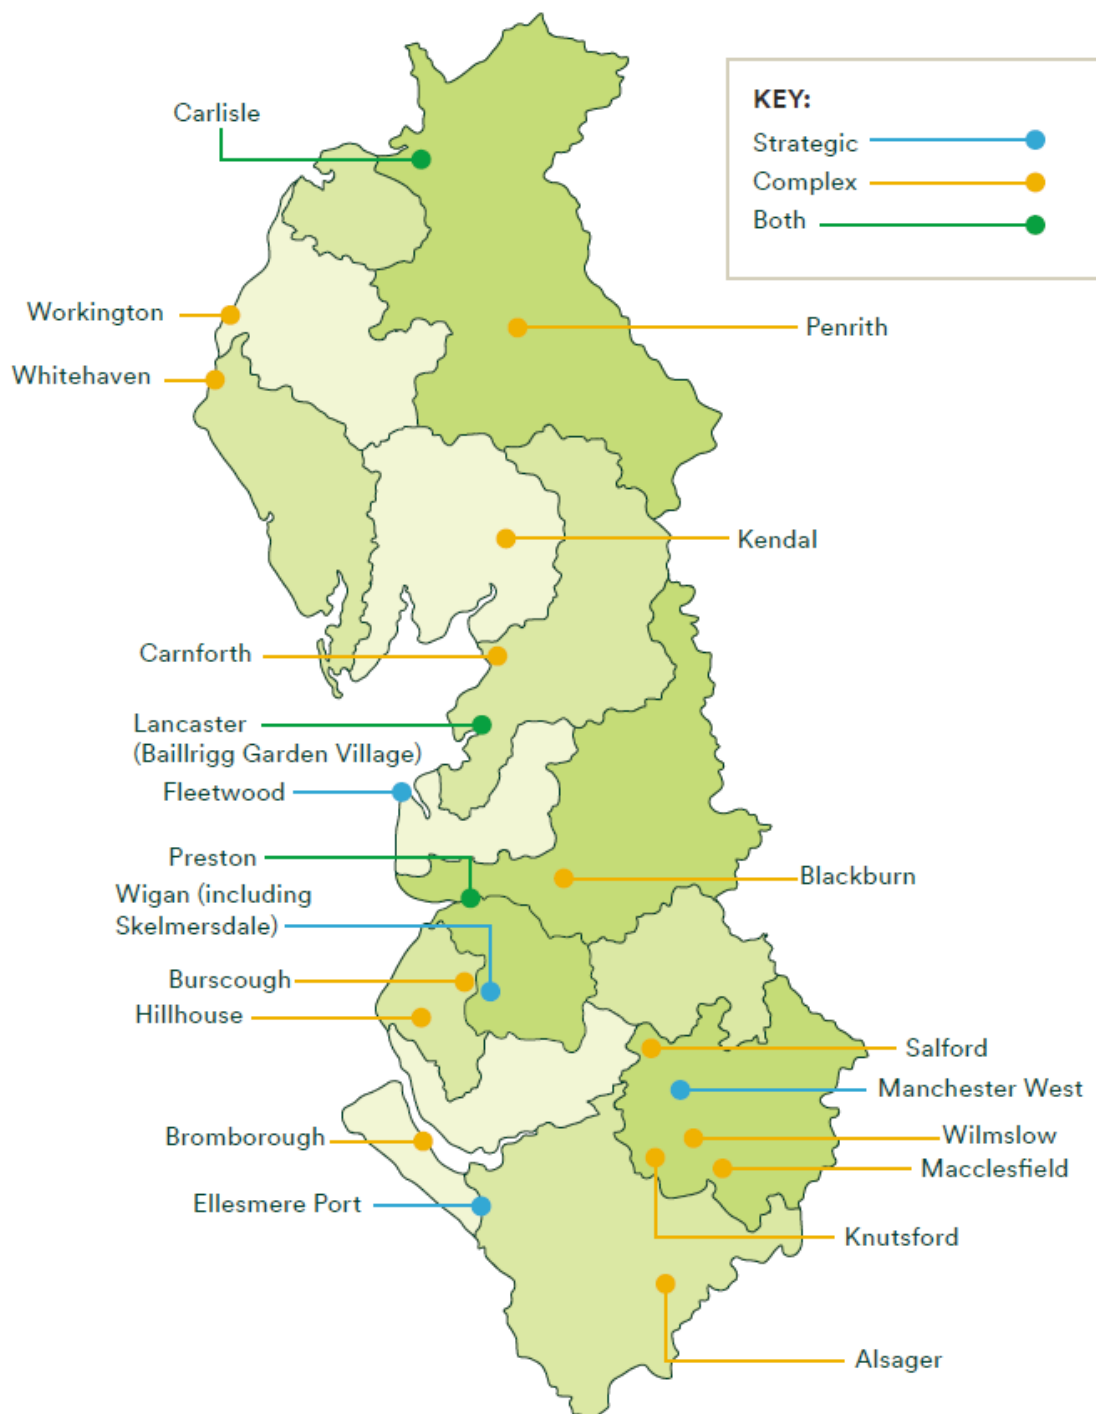 KEY:
Strategic
Complex
Both
Carlisle
Workington
Penrith
Whitehaven
Kendal
Carnforth
Lancaster
(Baillrigg Garden Village)
Fleetwood
Preston
Blackburn
Wigan (including
Skelmersdale)
Burscough
Hillhouse
Salford
Manchester West
Bromborough
Wilmslow
Macclesfield
Ellesmere Port
Knutsford
Alsager